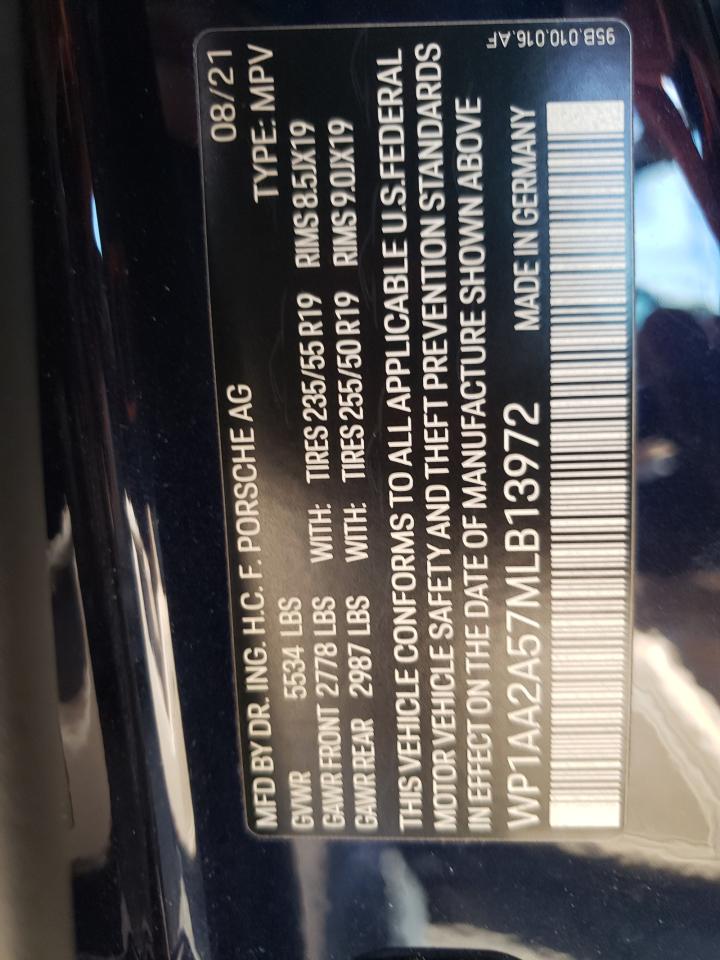 08/21
MFD BY DR. ING. H.C. F. PORSCHE AG TYPE: MPV
GVWR 5534 LBS WITH: TIRES 235/55 R19 RIMS 8.5JX19
GAWR FRONT 2778 LBS
GAWR REAR 2987 LBS WITH: TIRES 255/50 R19 RIMS 9.0JX19
THIS VEHICLE CONFORMS TO ALL APPLICABLE U.S.FEDERAL
MOTOR VEHICLE SAFETY AND THEFT PREVENTION STANDARDS
IN EFFECT ON THE DATE OF MANUFACTURE SHOWN ABOVE
WP1AA2A57MLB13972 MADE IN GERMANY
95B.010.016.AF